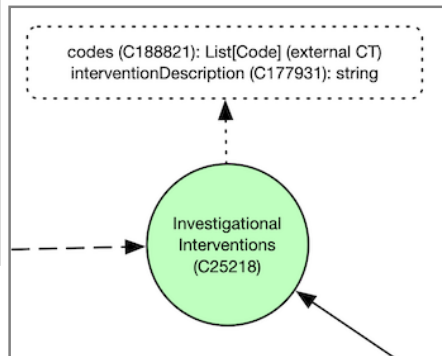 codes (C188821): List[Code] (external CT)
interventionDescription (C177931): string
Investigational
Interventions
(C25218)